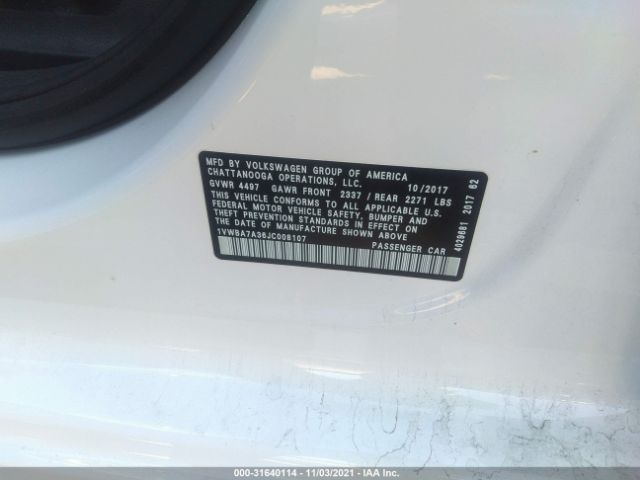 MFD BY VOLKSWAGEN GROUP OF AMERICA
CHATTANOOGA OPERATIONS, LLC. 10/2017
GVWR 4497 GAWR FRONT 2337 / REAR 2271 LBS
THIS VEHICLE CONFORMS TO ALL APPLICABLE U.S.
FEDERAL MOTOR VEHICLE SAFETY, BUMPER AND
THEFT PREVENTION STANDARDS IN EFFECT ON
THE DATE OF MANUFACTURE SHOWN ABOVE
1VWBA7A36JC008107 PASSENGER CAR
4029681 2017 62
000-31640114 - 11/03/2021 - IAA Inc.